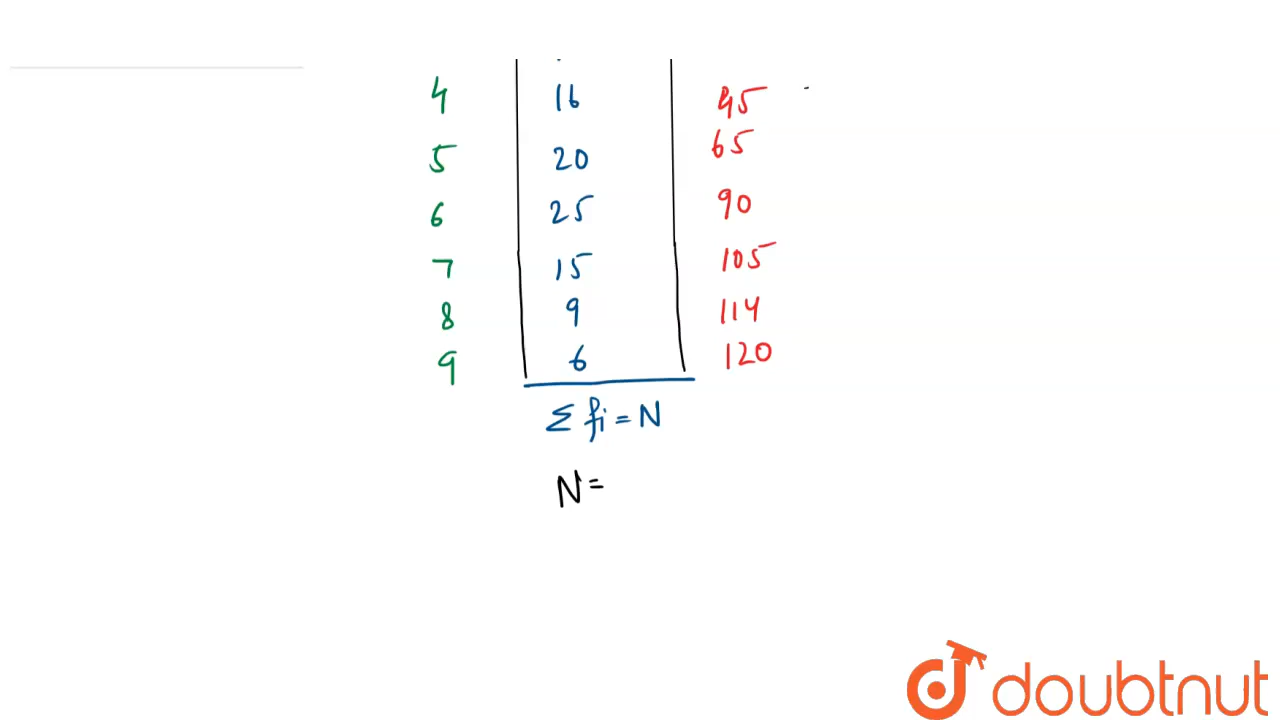 4 16 45
5 20 65
6 25 90
7 15 105
8 9 114
9 6 120
Σ fi = N
N =
doubtnut